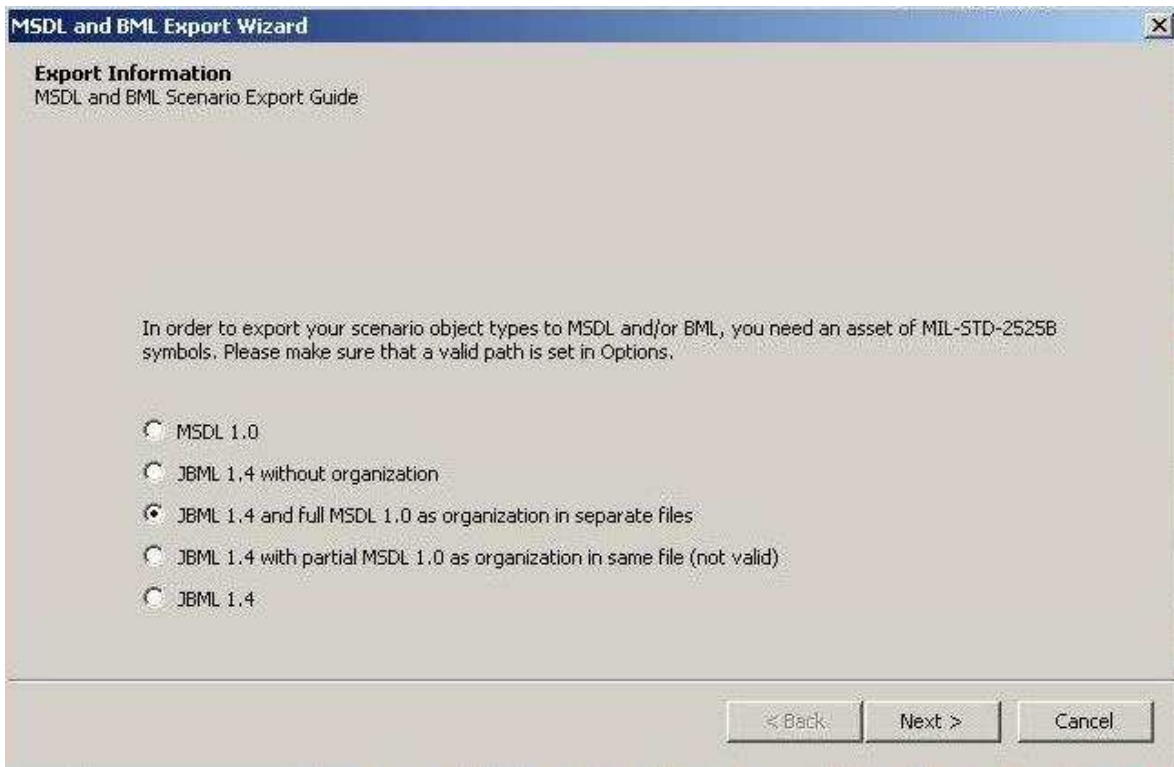 MSDL and BML Export Wizard
Export Information
MSDL and BML Scenario Export Guide
In order to export your scenario object types to MSDL and/or BML, you need an asset of MIL-STD-2525B
symbols. Please make sure that a valid path is set in Options.
MSDL 1.0
JBML 1.4 without organization
JBML 1.4 and full MSDL 1.0 as organization in separate files
JBML 1.4 with partial MSDL 1.0 as organization in same file (not valid)
JBML 1.4
< Back
Next >
Cancel